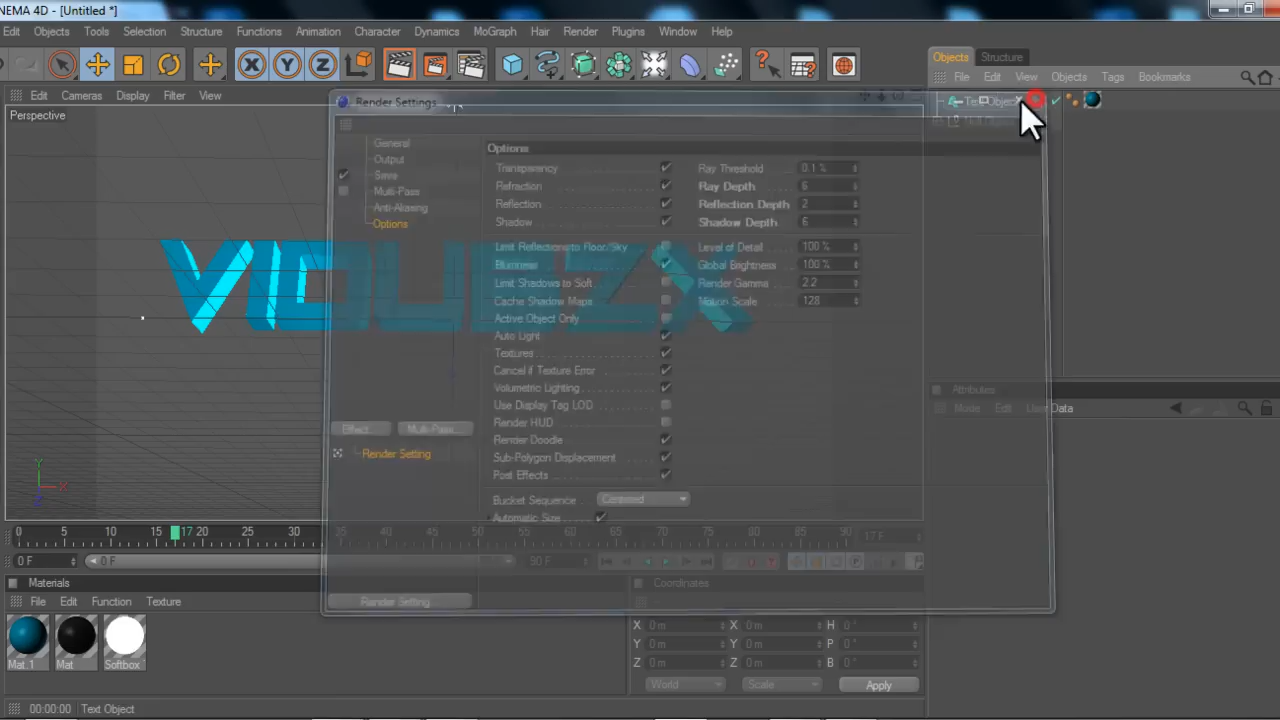 NEMA 4D - [Untitled *]
Edit Objects Tools Selection Structure Functions Animation Character Dynamics MoGraph Hair Render Plugins Window Help
Objects Structure
File Edit View Objects Tags Bookmarks
Edit Cameras Display Filter View
Perspective
Text Object
Render Settings
General
Output
Save
Multi-Pass
Anti-Aliasing
Options
Options
Transparency Ray Threshold 0.1 %
Refraction Ray Depth 6
Reflection Reflection Depth 2
Shadow Shadow Depth 6
Limit Reflections to Floor/Sky Level of Detail 100 %
Blurriness Global Brightness 100 %
Limit Shadows to Soft Render Gamma 2.2
Cache Shadow Maps Motion Scale 128
Active Object Only
Auto Light
Textures
Cancel if Texture Error
Volumetric Lighting
Use Display Tag LOD
Render HUD
Render Doodle
Sub-Polygon Displacement
Post Effects
Bucket Sequence Centered
Automatic Size
Effect... Multi-Pass...
Render Setting
Render Setting...
VIDUEZX
Attributes
Mode Edit User Data
Y X Z
0 5 10 15 17 20 25 30 35 40 45 50 55 60 65 70 75 80 85 90 17 F
0 F 0 F 90 F
Materials Coordinates
File Edit Function Texture
Mat.1 Mat Softbox
X 0 m X 0 m H 0 °
Y 0 m Y 0 m P 0 °
Z 0 m Z 0 m B 0 °
World Scale Apply
00:00:00 Text Object